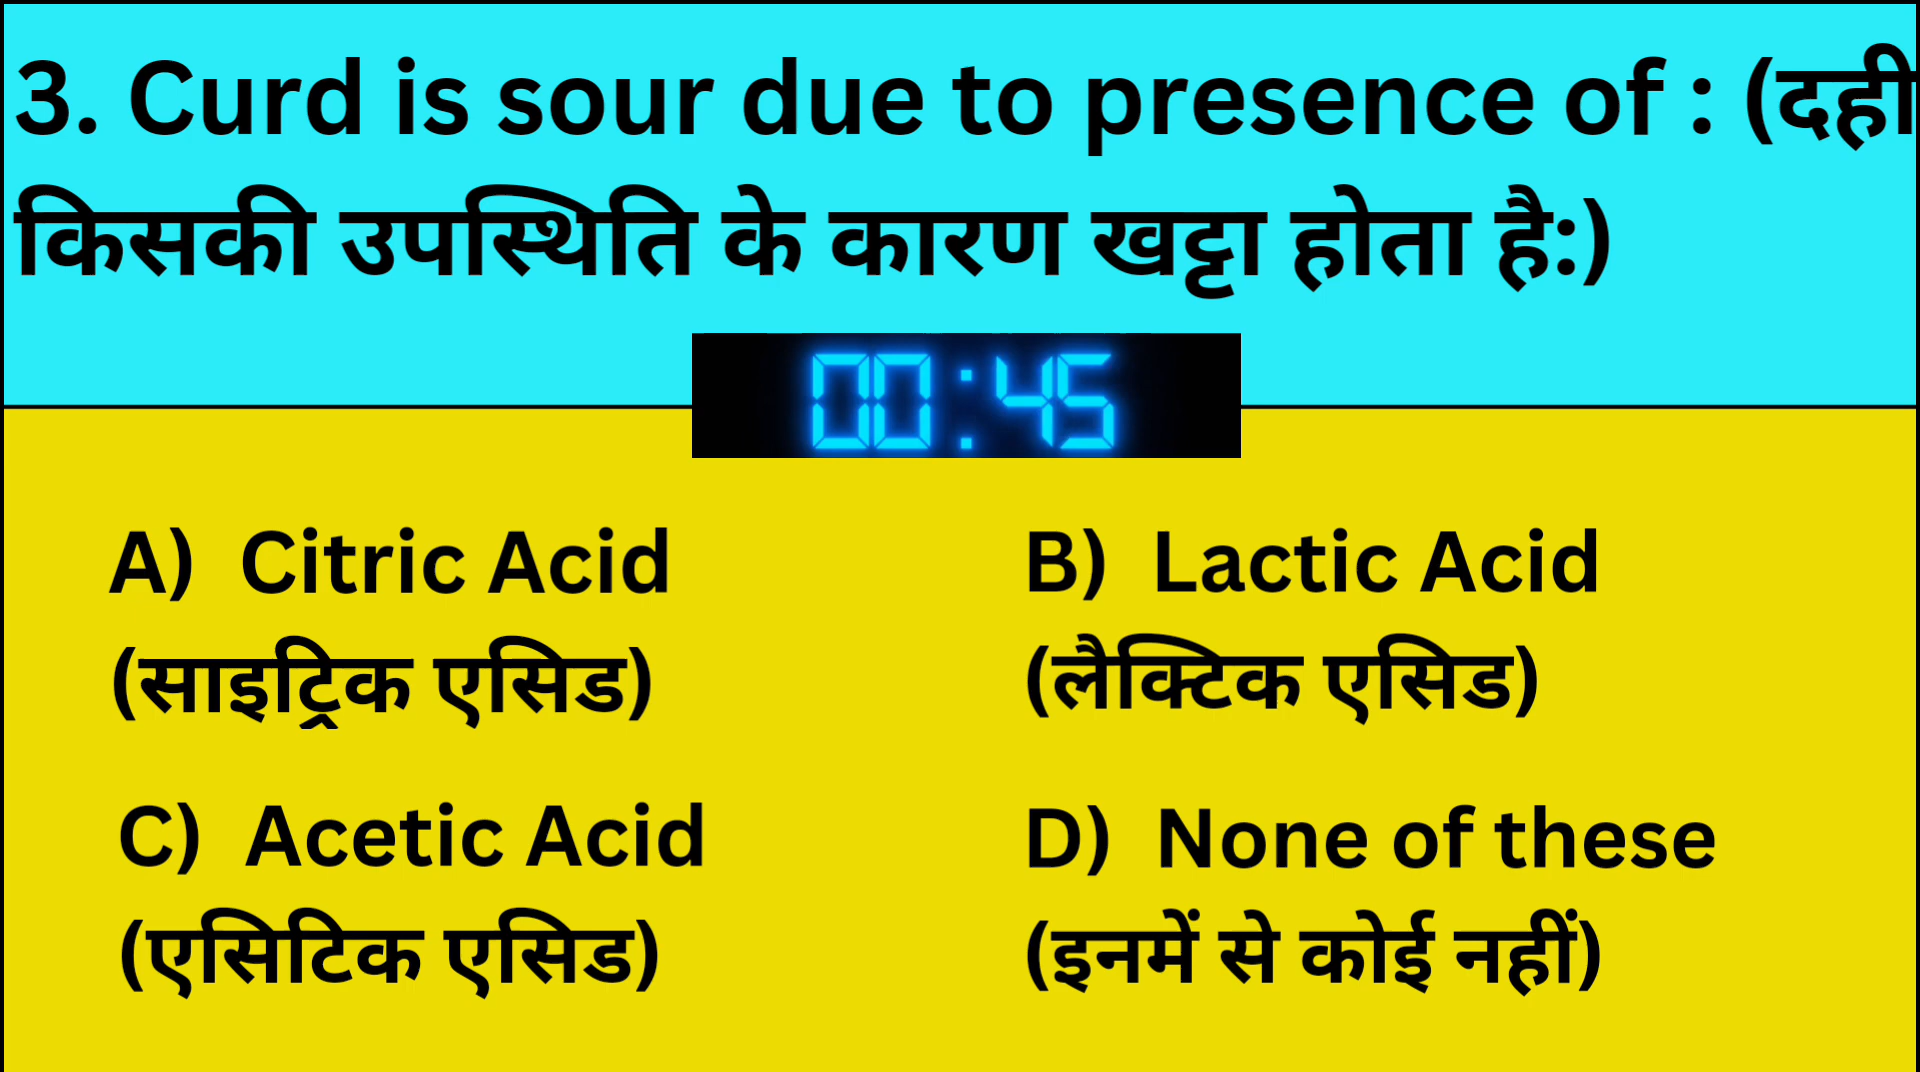 3. Curd is sour due to presence of : (दही
किसकी उपस्थिति के कारण खट्टा होता है:)
00:45
A) Citric Acid
(साइट्रिक एसिड)
B) Lactic Acid
(लैक्टिक एसिड)
C) Acetic Acid
(एसिटिक एसिड)
D) None of these
(इनमें से कोई नहीं)